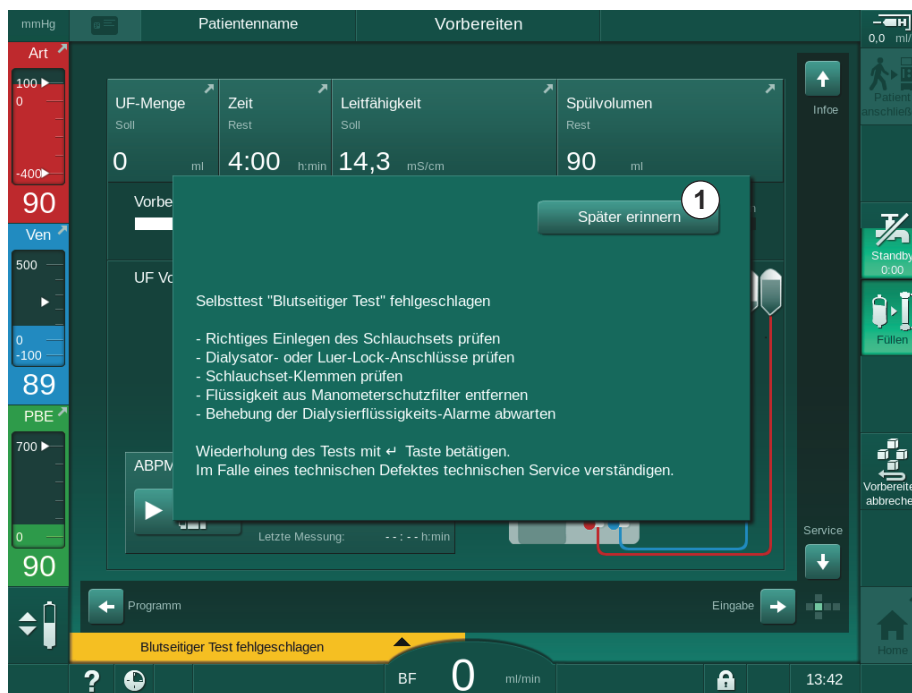 mmHg
Patientenname
Vorbereiten
0,0 ml/
Art
100
0
-400
90
Ven
500
0
-100
89
PBE
700
0
90
UF-Menge
Soll
0 ml
Zeit
Rest
4:00 h:min
Leitfähigkeit
Soll
14,3 mS/cm
Spülvolumen
Rest
90 ml
Infoe
Patient
anschließ
Vorbe
UF Vo
Später erinnern
1
Selbsttest "Blutseitiger Test" fehlgeschlagen
- Richtiges Einlegen des Schlauchsets prüfen
- Dialysator- oder Luer-Lock-Anschlüsse prüfen
- Schlauchset-Klemmen prüfen
- Flüssigkeit aus Manometerschutzfilter entfernen
- Behebung der Dialysierflüssigkeits-Alarme abwarten
Wiederholung des Tests mit ↵ Taste betätigen.
Im Falle eines technischen Defektes technischen Service verständigen.
Standby
0:00
Füllen
Vorbereite
abbreche
ABPM
Letzte Messung: --:-- h:min
Service
Programm
Eingabe
Home
Blutseitiger Test fehlgeschlagen
?
BF 0 ml/min
13:42